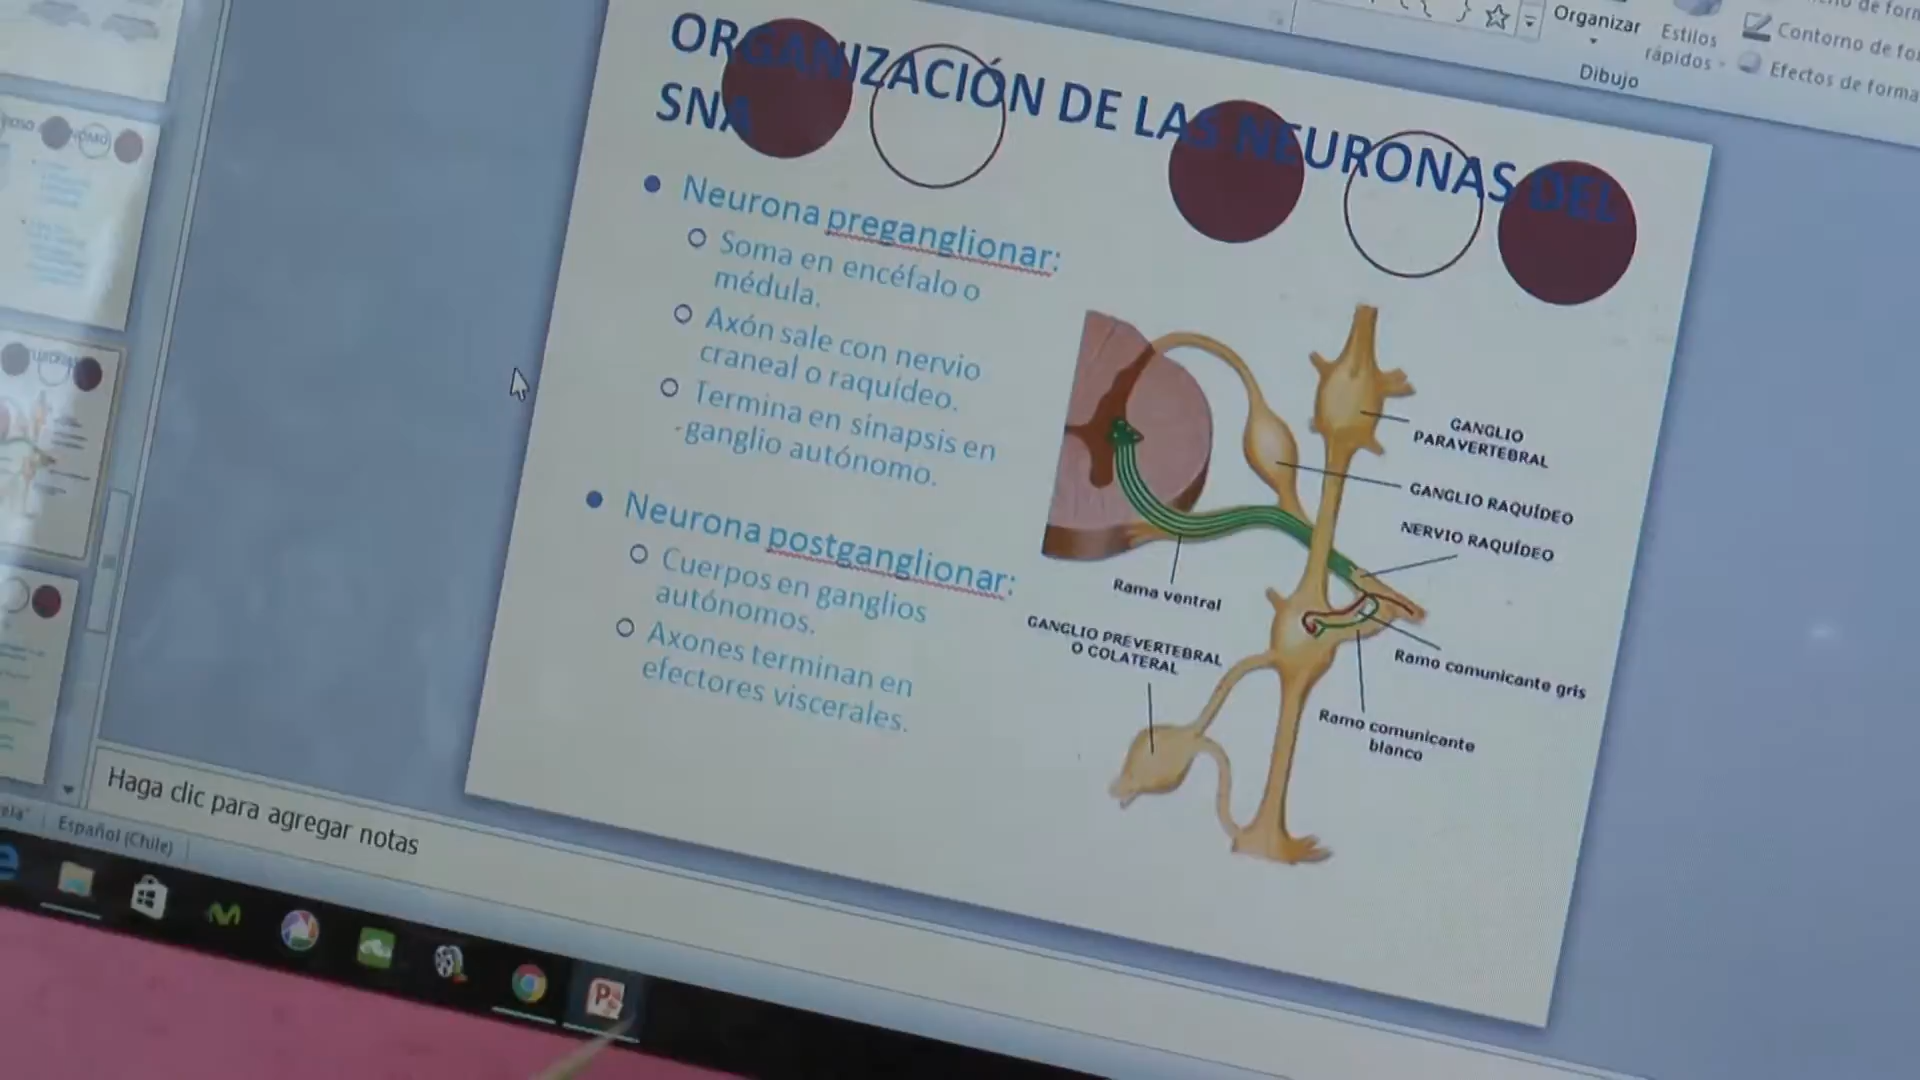 Organizar
Estilos
rápidos
Contorno de
Efectos de forma
Dibujo
ORGANIZACIÓN DE LAS NEURONAS DEL
SNA
Neurona preganglionar:
Soma en encéfalo o
médula.
Axón sale con nervio
craneal o raquídeo.
Termina en sinapsis en
ganglio autónomo.
Neurona postganglionar:
Cuerpos en ganglios
autónomos.
Axones terminan en
efectores viscerales.
GANGLIO
PARAVERTEBRAL
GANGLIO RAQUÍDEO
NERVIO RAQUÍDEO
Rama ventral
GANGLIO PREVERTEBRAL
O COLATERAL
Ramo comunicante gris
Ramo comunicante
blanco
Haga clic para agregar notas
Español (Chile)